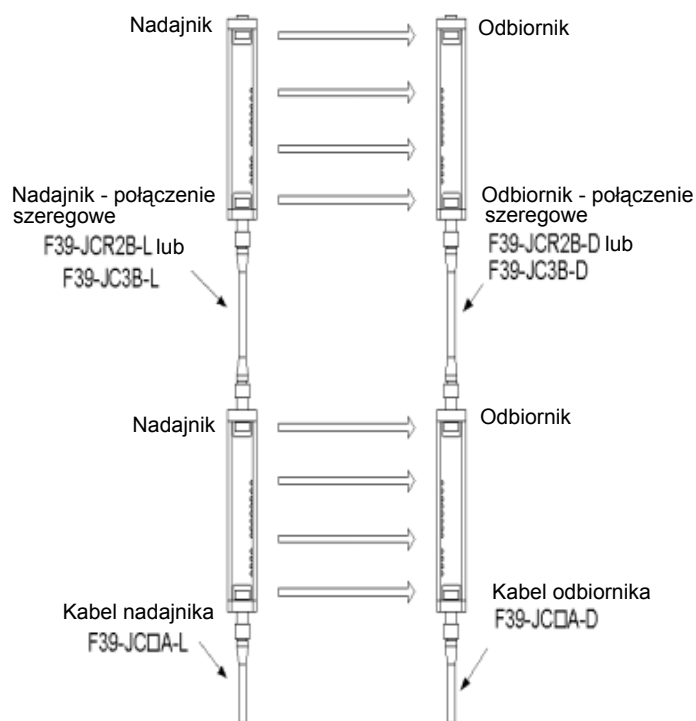 Nadajnik
Odbiornik
Nadajnik - połączenie
szeregowe
F39-JCR2B-L lub
F39-JC3B-L
Odbiornik - połączenie
szeregowe
F39-JCR2B-D lub
F39-JC3B-D
Nadajnik
Odbiornik
Kabel nadajnika
F39-JC□A-L
Kabel odbiornika
F39-JC□A-D